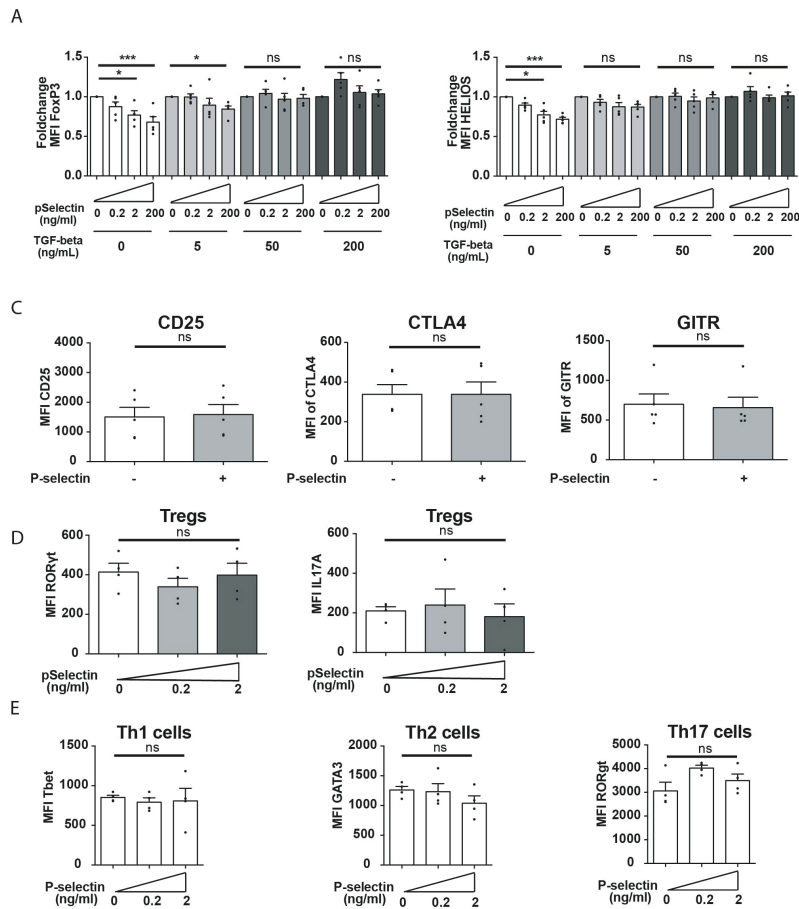 A
Foldchange
MFI FoxP3
1.5
1.0
0.5
0.0
***
*
*
ns
ns
pSelectin
(ng/ml)
0 0.2 2 200 0 0.2 2 200 0 0.2 2 200 0 0.2 2 200
TGF-beta
(ng/mL)
0 5 50 200
Foldchange
MFI HELIOS
1.5
1.0
0.5
0.0
***
*
ns
ns
ns
pSelectin
(ng/ml)
0 0.2 2 200 0 0.2 2 200 0 0.2 2 200 0 0.2 2 200
TGF-beta
(ng/mL)
0 5 50 200
C
CD25
ns
MFI CD25
4000
3000
2000
1000
0
P-selectin - +
CTLA4
ns
MFI of CTLA4
600
400
200
0
P-selectin - +
GITR
ns
MFI of GITR
1500
1000
500
0
P-selectin - +
D
Tregs
ns
MFI RORγt
600
400
200
0
pSelectin
(ng/ml)
0 0.2 2
Tregs
ns
MFI IL17A
600
400
200
0
pSelectin
(ng/ml)
0 0.2 2
E
Th1 cells
ns
MFI Tbet
1500
1000
500
0
P-selectin
(ng/ml)
0 0.2 2
Th2 cells
ns
MFI GATA3
2000
1500
1000
500
0
P-selectin
(ng/ml)
0 0.2 2
Th17 cells
ns
MFI RORgt
5000
4000
3000
2000
1000
0
P-selectin
(ng/ml)
0 0.2 2